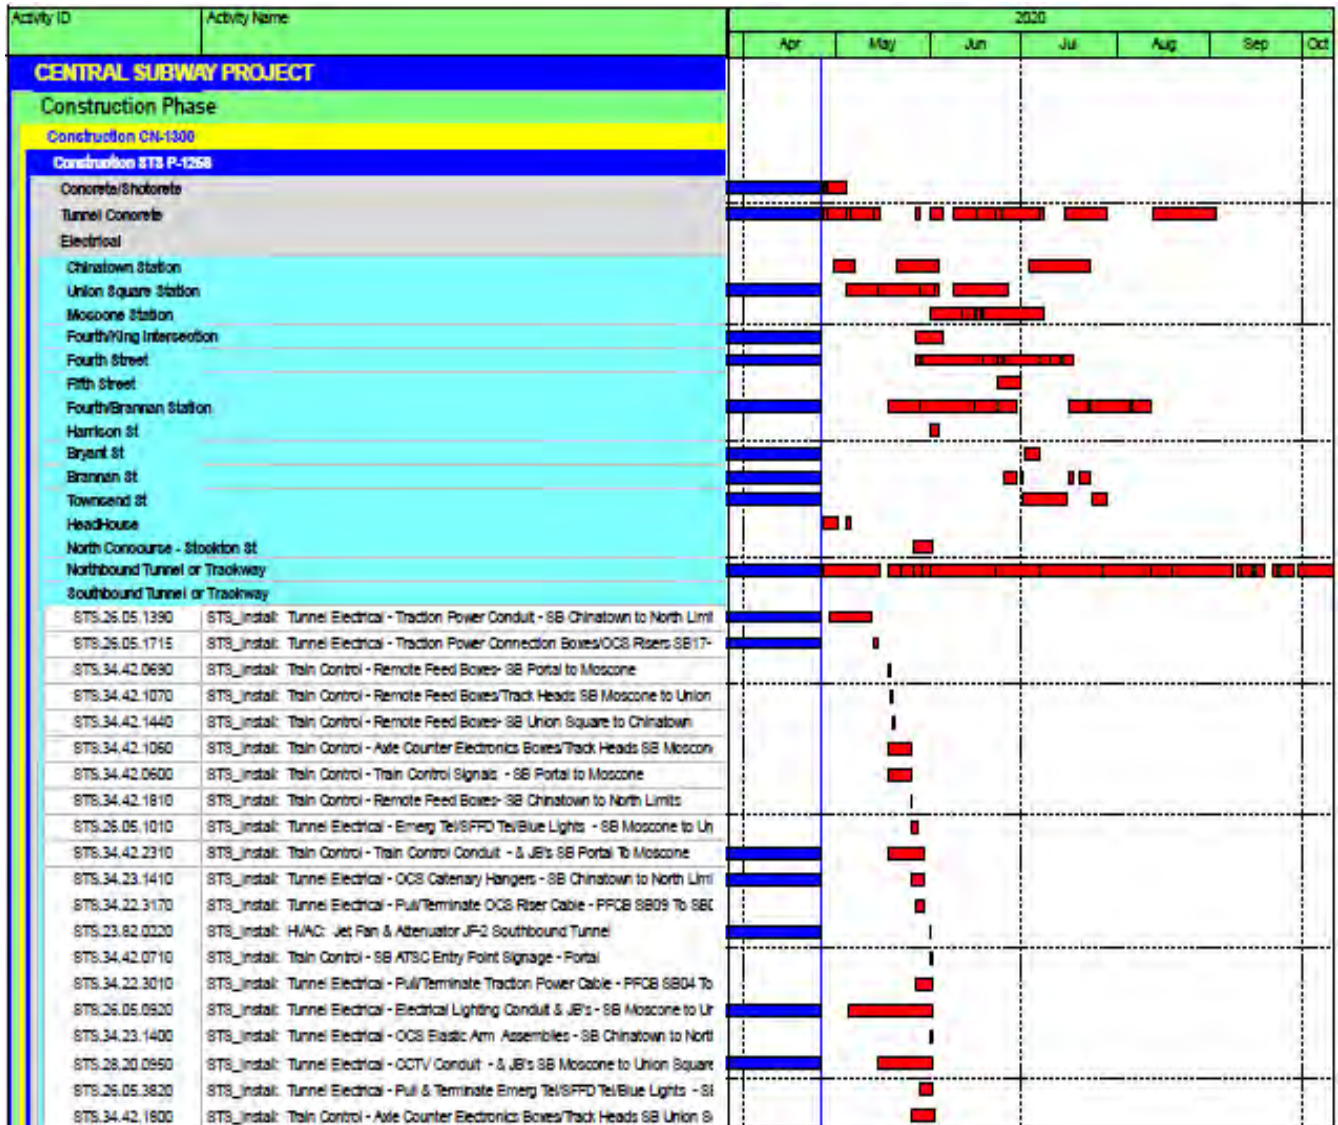 Activity ID Activity Name 2020
Apr May Jun Jul Aug Sep Oct
CENTRAL SUBWAY PROJECT
Construction Phase
Construction CN-1300
Construction STS P-1256
Concrete/Shotcrete
Tunnel Concrete
Electrical
Chinatown Station
Union Square Station
Moscone Station
Fourth/King Intersection
Fourth Street
Fifth Street
Fourth/Brannan Station
Harrison St
Bryant St
Brannan St
Townsend St
HeadHouse
North Concourse - Stockton St
Northbound Tunnel or Trackway
Southbound Tunnel or Trackway
STS.26.05.1390 STS_Install: Tunnel Electrical - Traction Power Conduit - SB Chinatown to North Limi
STS.26.05.1715 STS_Install: Tunnel Electrical - Traction Power Connection Boxes/OCS Risers SB17-
STS.34.42.0690 STS_Install: Train Control - Remote Feed Boxes- SB Portal to Moscone
STS.34.42.1070 STS_Install: Train Control - Remote Feed Boxes/Track Heads SB Moscone to Union
STS.34.42.1440 STS_Install: Train Control - Remote Feed Boxes- SB Union Square to Chinatown
STS.34.42.1060 STS_Install: Train Control - Axle Counter Electronics Boxes/Track Heads SB Moscon
STS.34.42.0600 STS_Install: Train Control - Train Control Signals - SB Portal to Moscone
STS.34.42.1810 STS_Install: Train Control - Remote Feed Boxes- SB Chinatown to North Limits
STS.26.05.1010 STS_Install: Tunnel Electrical - Emerg Tel/SFFD Tel/Blue Lights - SB Moscone to Un
STS.34.42.2310 STS_Install: Train Control - Train Control Conduit - & JB's SB Portal To Moscone
STS.34.23.1410 STS_Install: Tunnel Electrical - OCS Catenary Hangers - SB Chinatown to North Limi
STS.34.22.3170 STS_Install: Tunnel Electrical - Pull/Terminate OCS Riser Cable - PFCB SB09 To
STS.23.82.0220 STS_Install: HVAC: Jet Fan & Attenuator JF-2 Southbound Tunnel
STS.34.42.0710 STS_Install: Train Control - SB ATSC Entry Point Signage - Portal
STS.34.22.3010 STS_Install: Tunnel Electrical - Pull/Terminate Traction Power Cable - PFCB SB04 To
STS.26.05.0920 STS_Install: Tunnel Electrical - Electrical Lighting Conduit & JB's - SB Moscone to Ur
STS.34.23.1400 STS_Install: Tunnel Electrical - OCS Elastic Arm Assemblies - SB Chinatown to Nort
STS.28.20.0950 STS_Install: Tunnel Electrical - CCTV Conduit - & JB's SB Moscone to Union Square
STS.26.05.3820 STS_Install: Tunnel Electrical - Pull & Terminate Emerg Tel/SFFD Tel/Blue Lights -
STS.34.42.1800 STS_Install: Train Control - Axle Counter Electronics Boxes/Track Heads SB Union